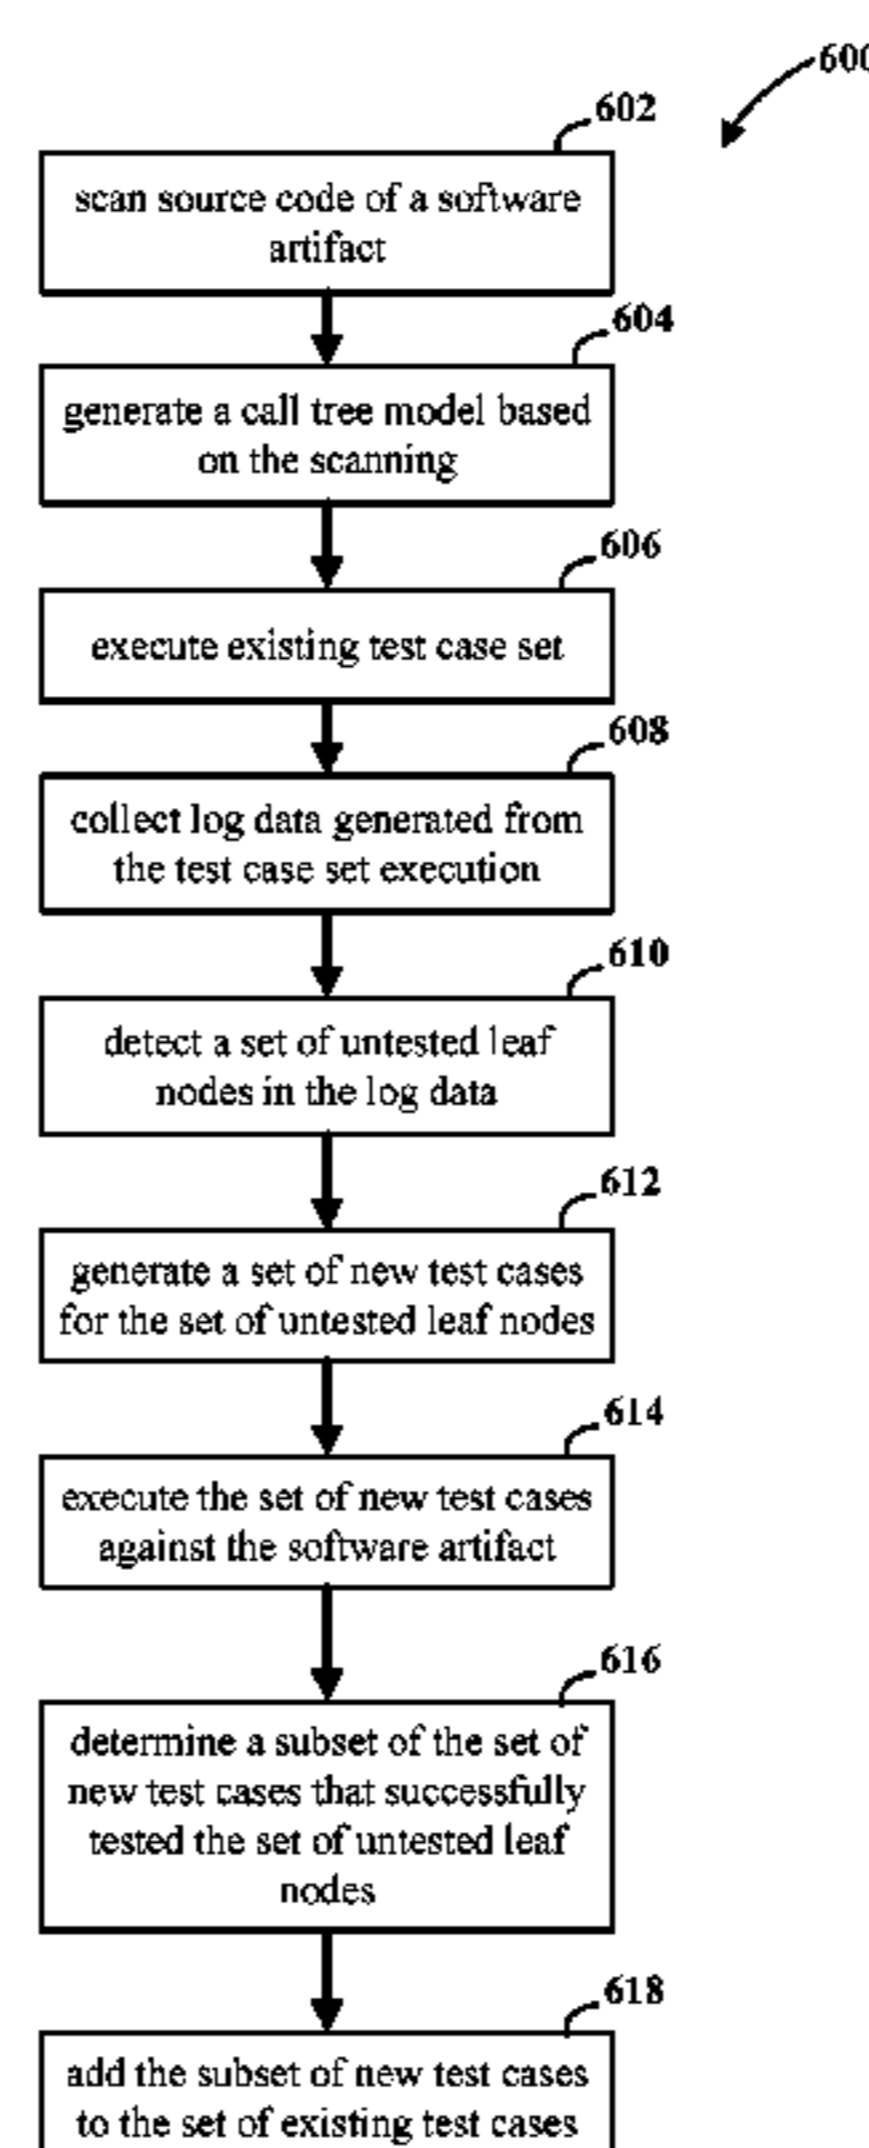 600
602
scan source code of a software
artifact
604
generate a call tree model based
on the scanning
606
execute existing test case set
608
collect log data generated from
the test case set execution
610
detect a set of untested leaf
nodes in the log data
612
generate a set of new test cases
for the set of untested leaf nodes
614
execute the set of new test cases
against the software artifact
616
determine a subset of the set of
new test cases that successfully
tested the set of untested leaf
nodes
618
add the subset of new test cases
to the set of existing test cases